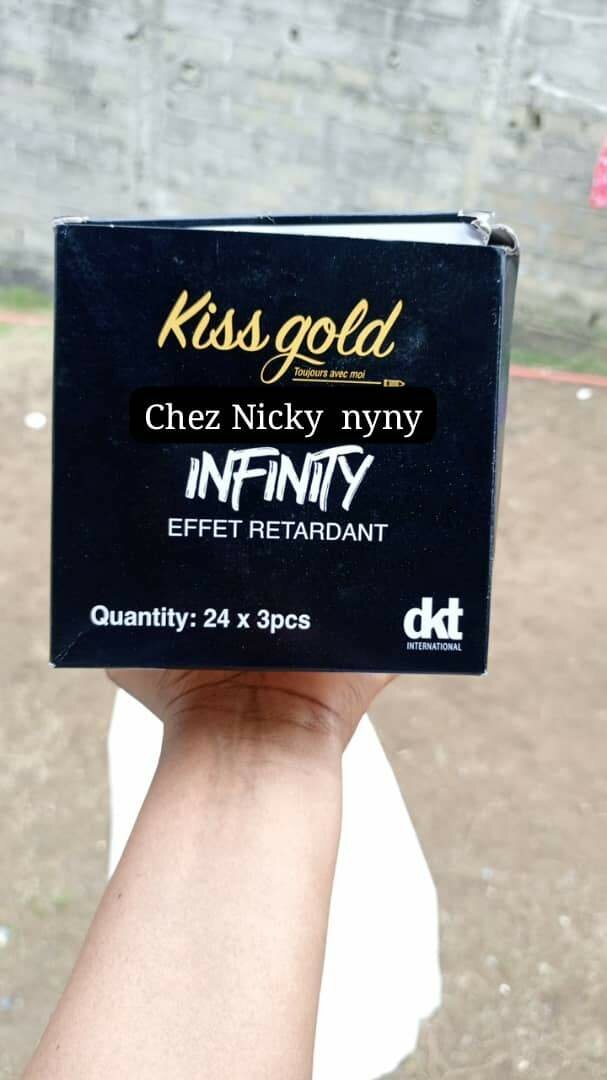 Kiss gold
Toujours avec moi
Chez Nicky nyny
INFINITY
EFFET RETARDANT
Quantity: 24 x 3pcs
dkt
INTERNATIONAL